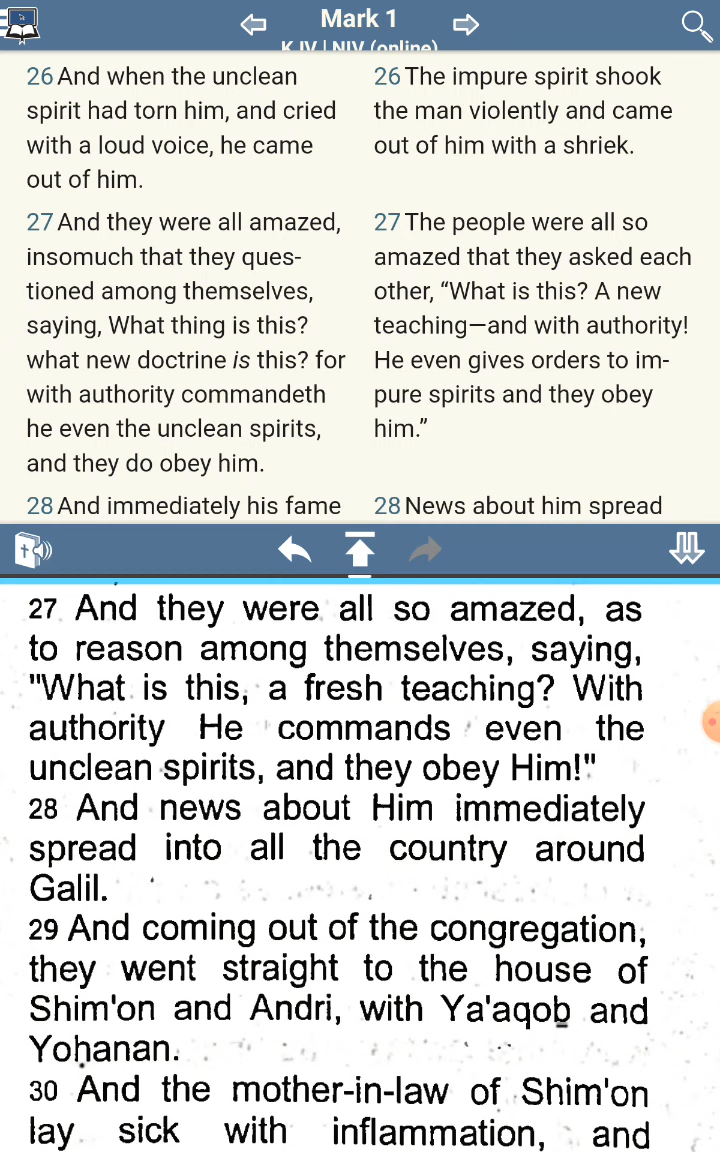 Mark 1
KJV | NIV (online)
26 And when the unclean
spirit had torn him, and cried
with a loud voice, he came
out of him.
26 The impure spirit shook
the man violently and came
out of him with a shriek.
27 And they were all amazed,
insomuch that they ques-
tioned among themselves,
saying, What thing is this?
what new doctrine is this? for
with authority commandeth
he even the unclean spirits,
and they do obey him.
27 The people were all so
amazed that they asked each
other, “What is this? A new
teaching—and with authority!
He even gives orders to im-
pure spirits and they obey
him.”
28 And immediately his fame
28 News about him spread
27 And they were all so amazed, as
to reason among themselves, saying,
"What is this, a fresh teaching? With
authority He commands even the
unclean spirits, and they obey Him!"
28 And news about Him immediately
spread into all the country around
Galil.
29 And coming out of the congregation,
they went straight to the house of
Shim'on and Andri, with Ya'aqoḇ and
Yoḥanan.
30 And the mother-in-law of Shim'on
lay sick with inflammation, and